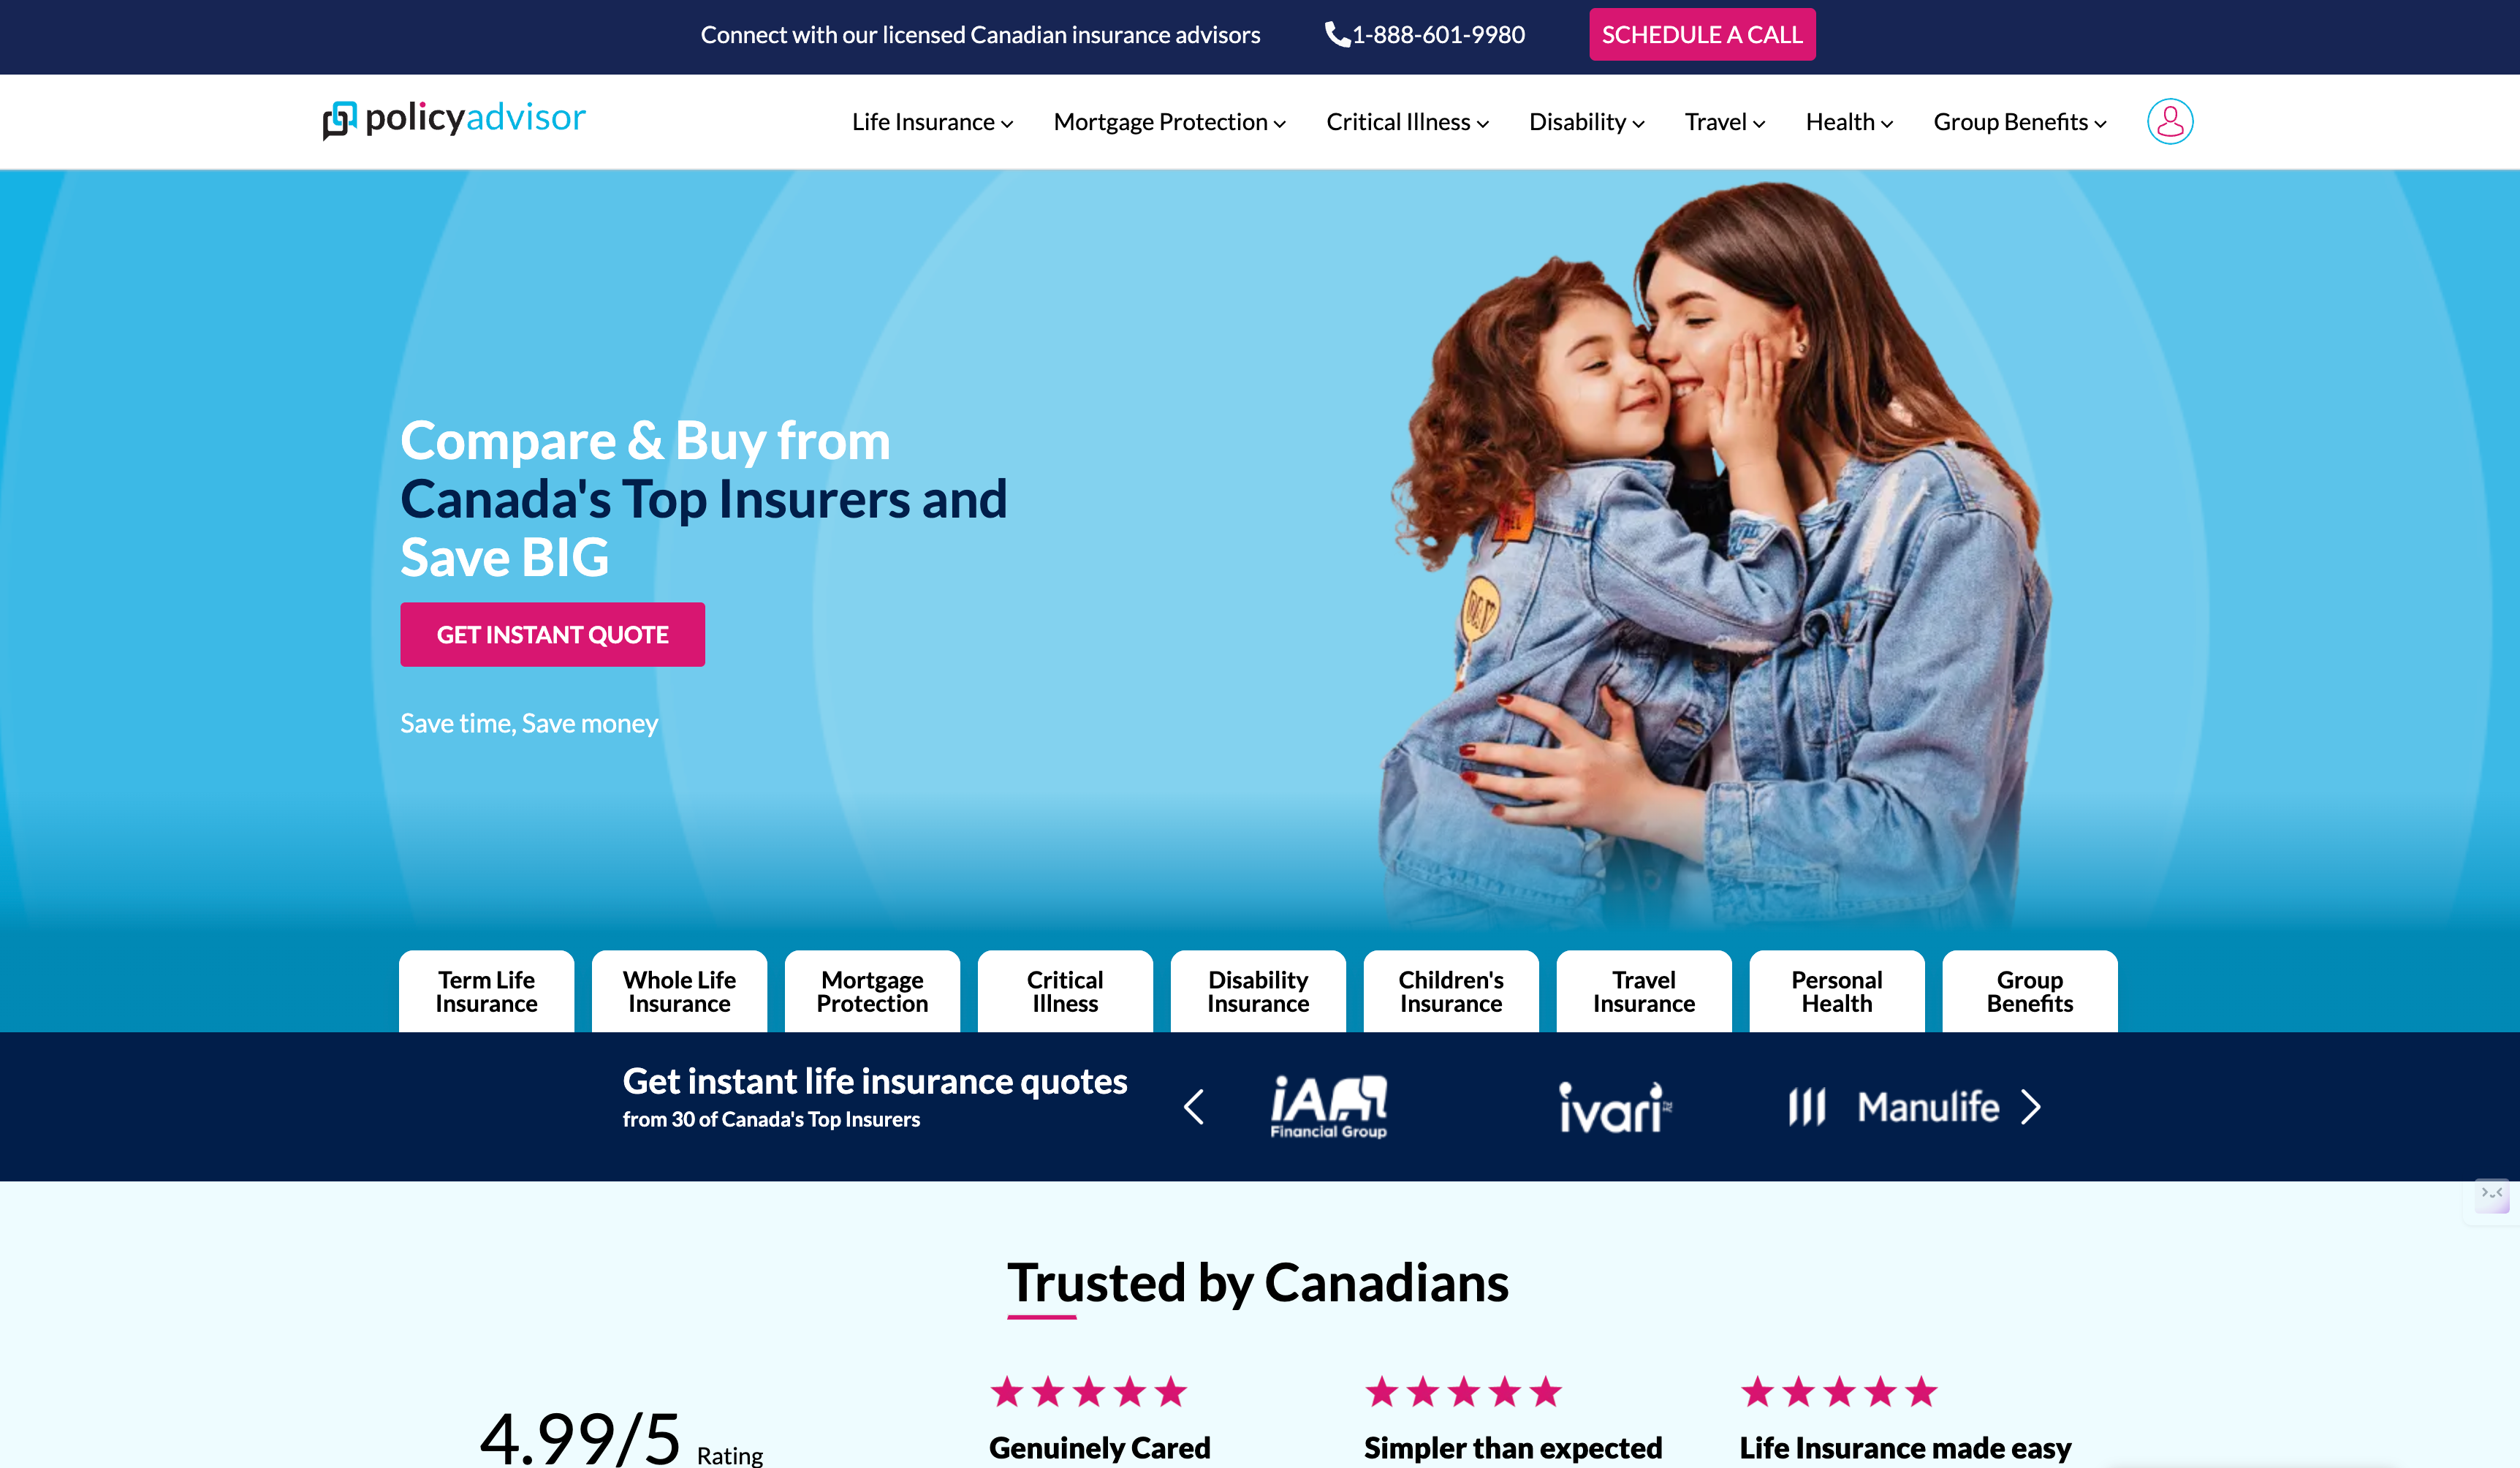 Connect with our licensed Canadian insurance advisors
1-888-601-9980
SCHEDULE A CALL
policyadvisor
Life Insurance
Mortgage Protection
Critical Illness
Disability
Travel
Health
Group Benefits
Compare & Buy from
Canada's Top Insurers and
Save BIG
GET INSTANT QUOTE
Save time, Save money
Term Life
Insurance
Whole Life
Insurance
Mortgage
Protection
Critical
Illness
Disability
Insurance
Children's
Insurance
Travel
Insurance
Personal
Health
Group
Benefits
Get instant life insurance quotes
from 30 of Canada's Top Insurers
iA
Financial Group
ivari
Manulife
Trusted by Canadians
4.99/5 Rating
Genuinely Cared
Simpler than expected
Life Insurance made easy